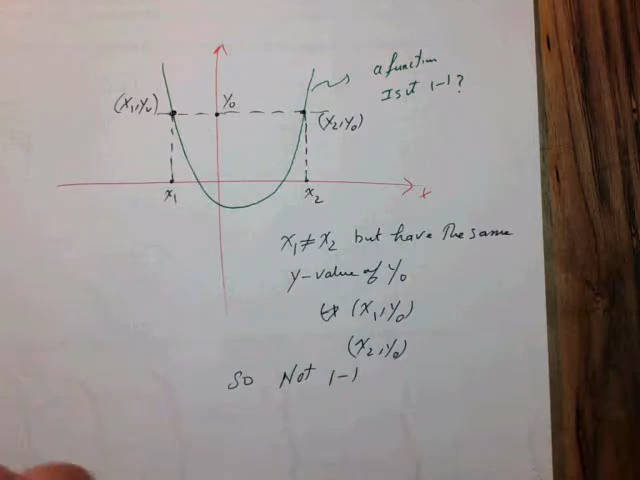 a function
Is it 1-1?
(x₁, y₀)
y₀
(x₂, y₀)
x₁
x₂
x
x₁ ≠ x₂ but have the same
y-value of y₀
(x₁, y₀)
(x₂, y₀)
So Not 1-1